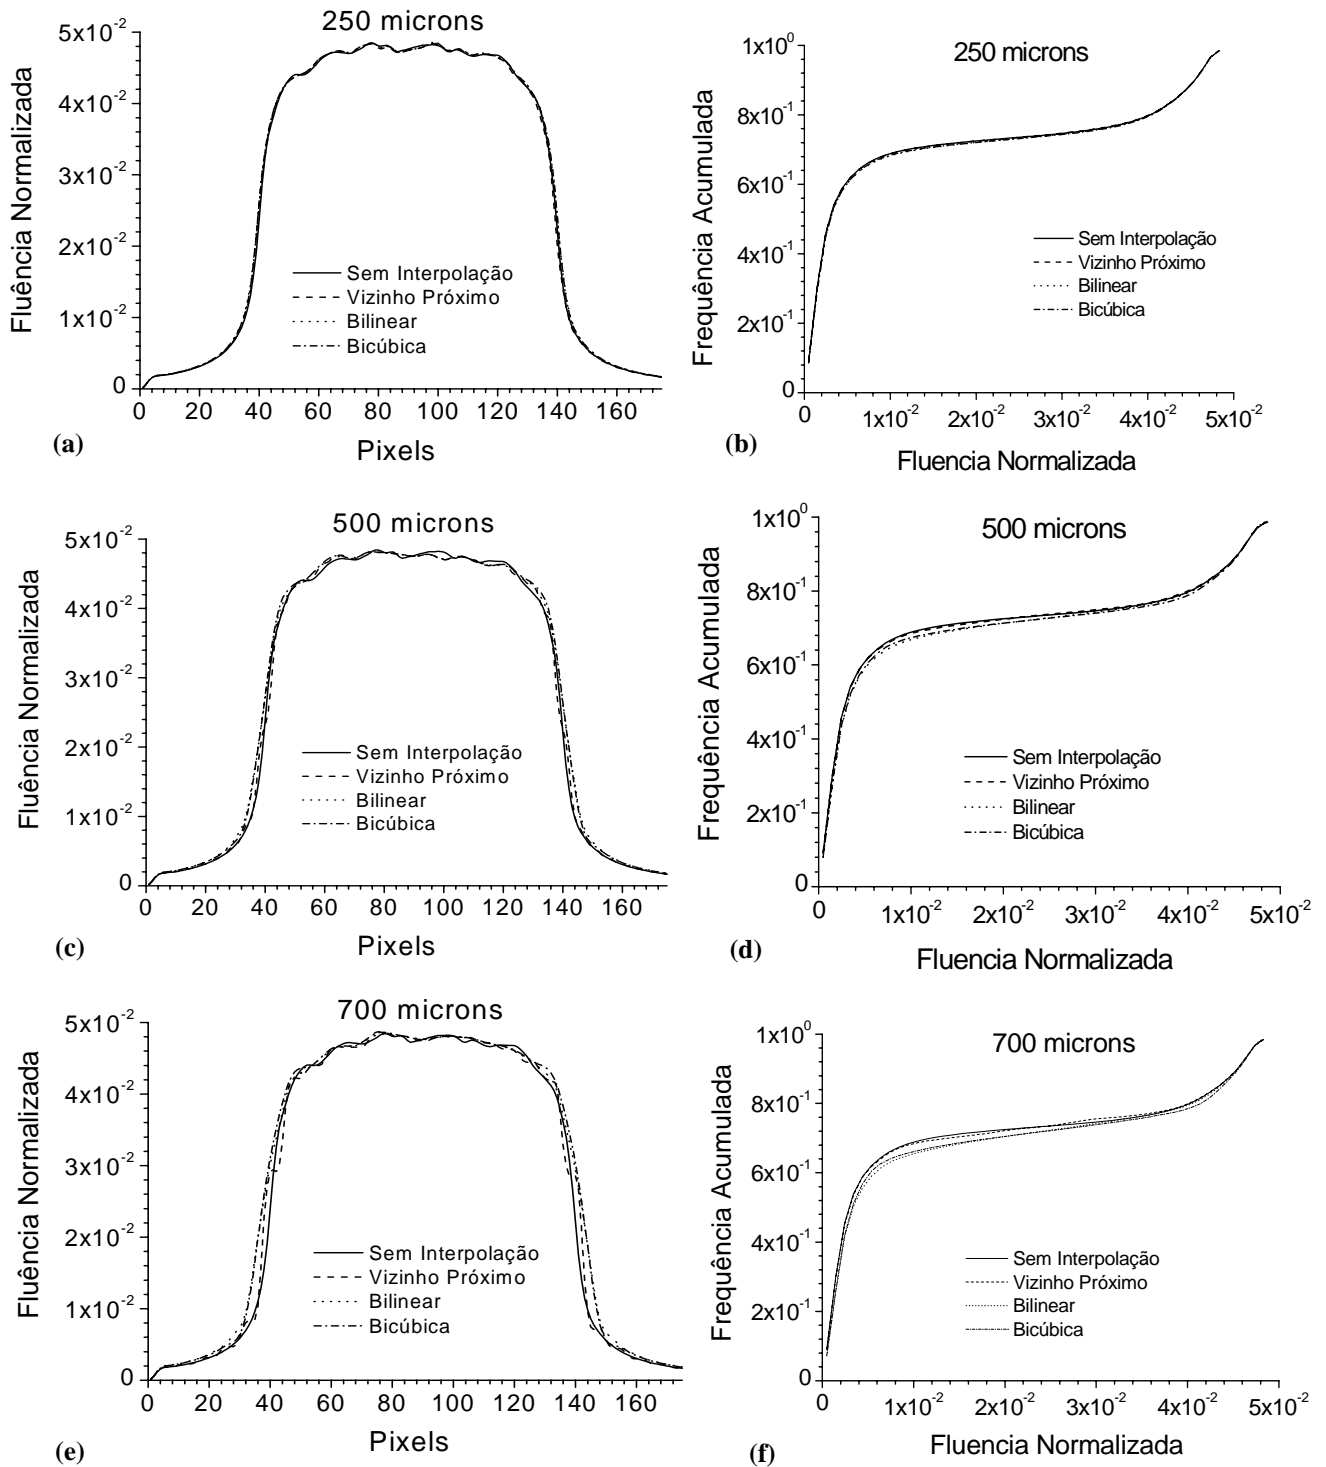 250 microns
5x10-2
4x10-2
3x10-2
2x10-2
1x10-2
0
Fluência Normalizada
Sem Interpolação
Vizinho Próximo
Bilinear
Bicúbica
0 20 40 60 80 100 120 140 160
Pixels
(a)
250 microns
1x10^0
8x10-1
6x10-1
4x10-1
2x10-1
0
Frequência Acumulada
Sem Interpolação
Vizinho Próximo
Bilinear
Bicúbica
0 1x10-2 2x10-2 3x10-2 4x10-2 5x10-2
Fluencia Normalizada
(b)
500 microns
5x10-2
4x10-2
3x10-2
2x10-2
1x10-2
0
Fluência Normalizada
Sem Interpolação
Vizinho Próximo
Bilinear
Bicúbica
0 20 40 60 80 100 120 140 160
Pixels
(c)
500 microns
1x10^0
8x10-1
6x10-1
4x10-1
2x10-1
0
Frequência Acumulada
Sem Interpolação
Vizinho Próximo
Bilinear
Bicúbica
0 1x10-2 2x10-2 3x10-2 4x10-2 5x10-2
Fluencia Normalizada
(d)
700 microns
5x10-2
4x10-2
3x10-2
2x10-2
1x10-2
0
Fluência Normalizada
Sem Interpolação
Vizinho Próximo
Bilinear
Bicúbica
0 20 40 60 80 100 120 140 160
Pixels
(e)
700 microns
1x10^0
8x10-1
6x10-1
4x10-1
2x10-1
0
Frequência Acumulada
Sem Interpolação
Vizinho Próximo
Bilinear
Bicúbica
0 1x10-2 2x10-2 3x10-2 4x10-2 5x10-2
Fluencia Normalizada
(f)